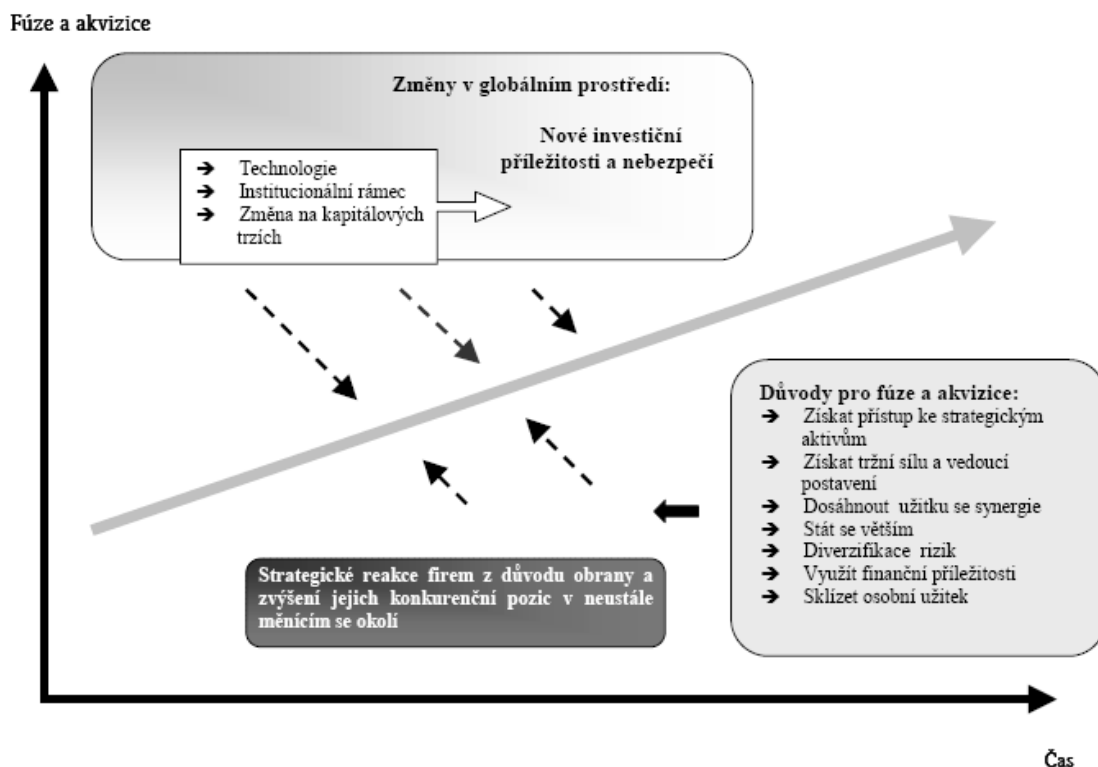 Fúze a akvizice
Změny v globálním prostředí:
Nové investiční
příležitosti a nebezpečí
➔ Technologie
➔ Institucionální rámec
➔ Změna na kapitálových
trzích
Důvody pro fúze a akvizice:
➔ Získat přístup ke strategickým
aktivům
➔ Získat tržní sílu a vedoucí
postavení
➔ Dosáhnout užitku se synergie
➔ Stát se větším
➔ Diverzifikace rizik
➔ Využít finanční příležitosti
➔ Sklízet osobní užitek
Strategické reakce firem z důvodu obrany a
zvýšení jejich konkurenční pozic v neustále
měnícím se okolí
Čas